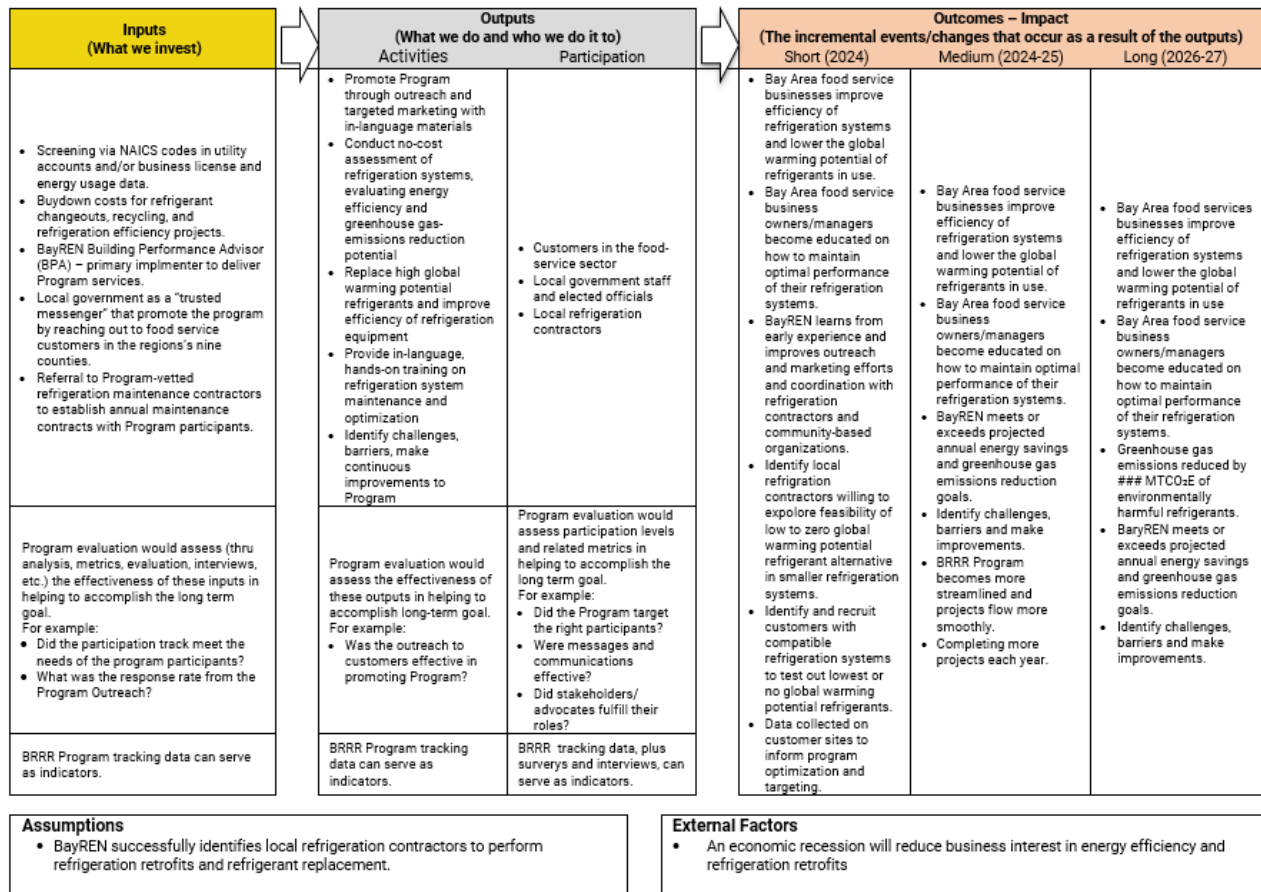 Inputs
(What we invest)
Screening via NAICS codes in utility
accounts and/or business license and
energy usage data.
Buydown costs for refrigerant
changeouts, recycling, and
refrigeration efficiency projects.
BayREN Building Performance Advisor
(BPA) – primary implmenter to deliver
Program services.
Local government as a “trusted
messenger” that promote the program
by reaching out to food service
customers in the regions’s nine
counties.
Referral to Program-vetted
refrigeration maintenance contractors
to establish annual maintenance
contracts with Program participants.
Program evaluation would assess (thru
analysis, metrics, evaluation, interviews,
etc.) the effectiveness of these inputs in
helping to accomplish the long term
goal.
For example:
Did the participation track meet the
needs of the program participants?
What was the response rate from the
Program Outreach?
BRRR Program tracking data can serve
as indicators.
Outputs
(What we do and who we do it to)
Activities
Promote Program
through outreach and
targeted marketing with
in-language materials
Conduct no-cost
assessment of
refrigeration systems,
evaluating energy
efficiency and
greenhouse gas-
emissions reduction
potential
Replace high global
warming potential
refrigerants and improve
efficiency of refrigeration
equipment
Provide in-language,
hands-on training on
refrigeration system
maintenance and
optimization
Identify challenges,
barriers, make
continuous
improvements to
Program
Program evaluation would
assess the effectiveness of
these outputs in helping to
accomplish long-term goal.
For example:
Was the outreach to
customers effective in
promoting Program?
BRRR Program tracking
data can serve as
indicators.
Participation
Customers in the food-
service sector
Local government staff
and elected officials
Local refrigeration
contractors
Program evaluation would
assess participation levels
and related metrics in
helping to accomplish the
long term goal.
For example:
Did the Program target
the right participants?
Were messages and
communications
effective?
Did stakeholders/
advocates fulfill their
roles?
BRRR tracking data, plus
surverys and interviews, can
serve as indicators.
Outcomes – Impact
(The incremental events/changes that occur as a result of the outputs)
Short (2024)
Bay Area food service
businesses improve
efficiency of
refrigeration systems
and lower the global
warming potential of
refrigerants in use.
Bay Area food service
business
owners/managers
become educated on
how to maintain
optimal performance
of their refrigeration
systems.
BayREN learns from
early experience and
improves outreach
and marketing efforts
and coordination with
refrigeration
contractors and
community-based
organizations.
Identify local
refrigration
contractors willing to
expolore feasibility of
low to zero global
warming potential
refrigerant alternative
in smaller refrigeration
systems.
Identify and recruit
customers with
compatible
refrigeration systems
to test out lowest or
no global warming
potential refrigerants.
Data collected on
customer sites to
inform program
optimization and
targeting.
Medium (2024-25)
Bay Area food service
businesses improve
efficiency of
refrigeration systems
and lower the global
warming potential of
refrigerants in use.
Bay Area food service
business
owners/managers
become educated on
how to maintain optimal
performance of their
refrigeration systems.
BayREN meets or
exceeds projected
annual energy savings
and greenhouse gas
emissions reduction
goals.
Identify challenges,
barriers and make
improvements.
BRRR Program
becomes more
streamlined and
projects flow more
smoothly.
Completing more
projects each year.
Long (2026-27)
Bay Area food services
businesses improve
efficiency of
refrigeration systems
and lower the global
warming potential of
refrigerants in use
Bay Area food service
business
owners/managers
become educated on
how to maintain
optimal performance
of their refrigeration
systems.
Greenhouse gas
emissions reduced by
### MTCO₂E of
environmentally
harmful refrigerants.
BaryREN meets or
exceeds projected
annual energy savings
and greenhouse gas
emissions reduction
goals.
Identify challenges,
barriers and make
improvements.
Assumptions
BayREN successfully identifies local refrigeration contractors to perform
refrigeration retrofits and refrigerant replacement.
External Factors
An economic recession will reduce business interest in energy efficiency and
refrigeration retrofits